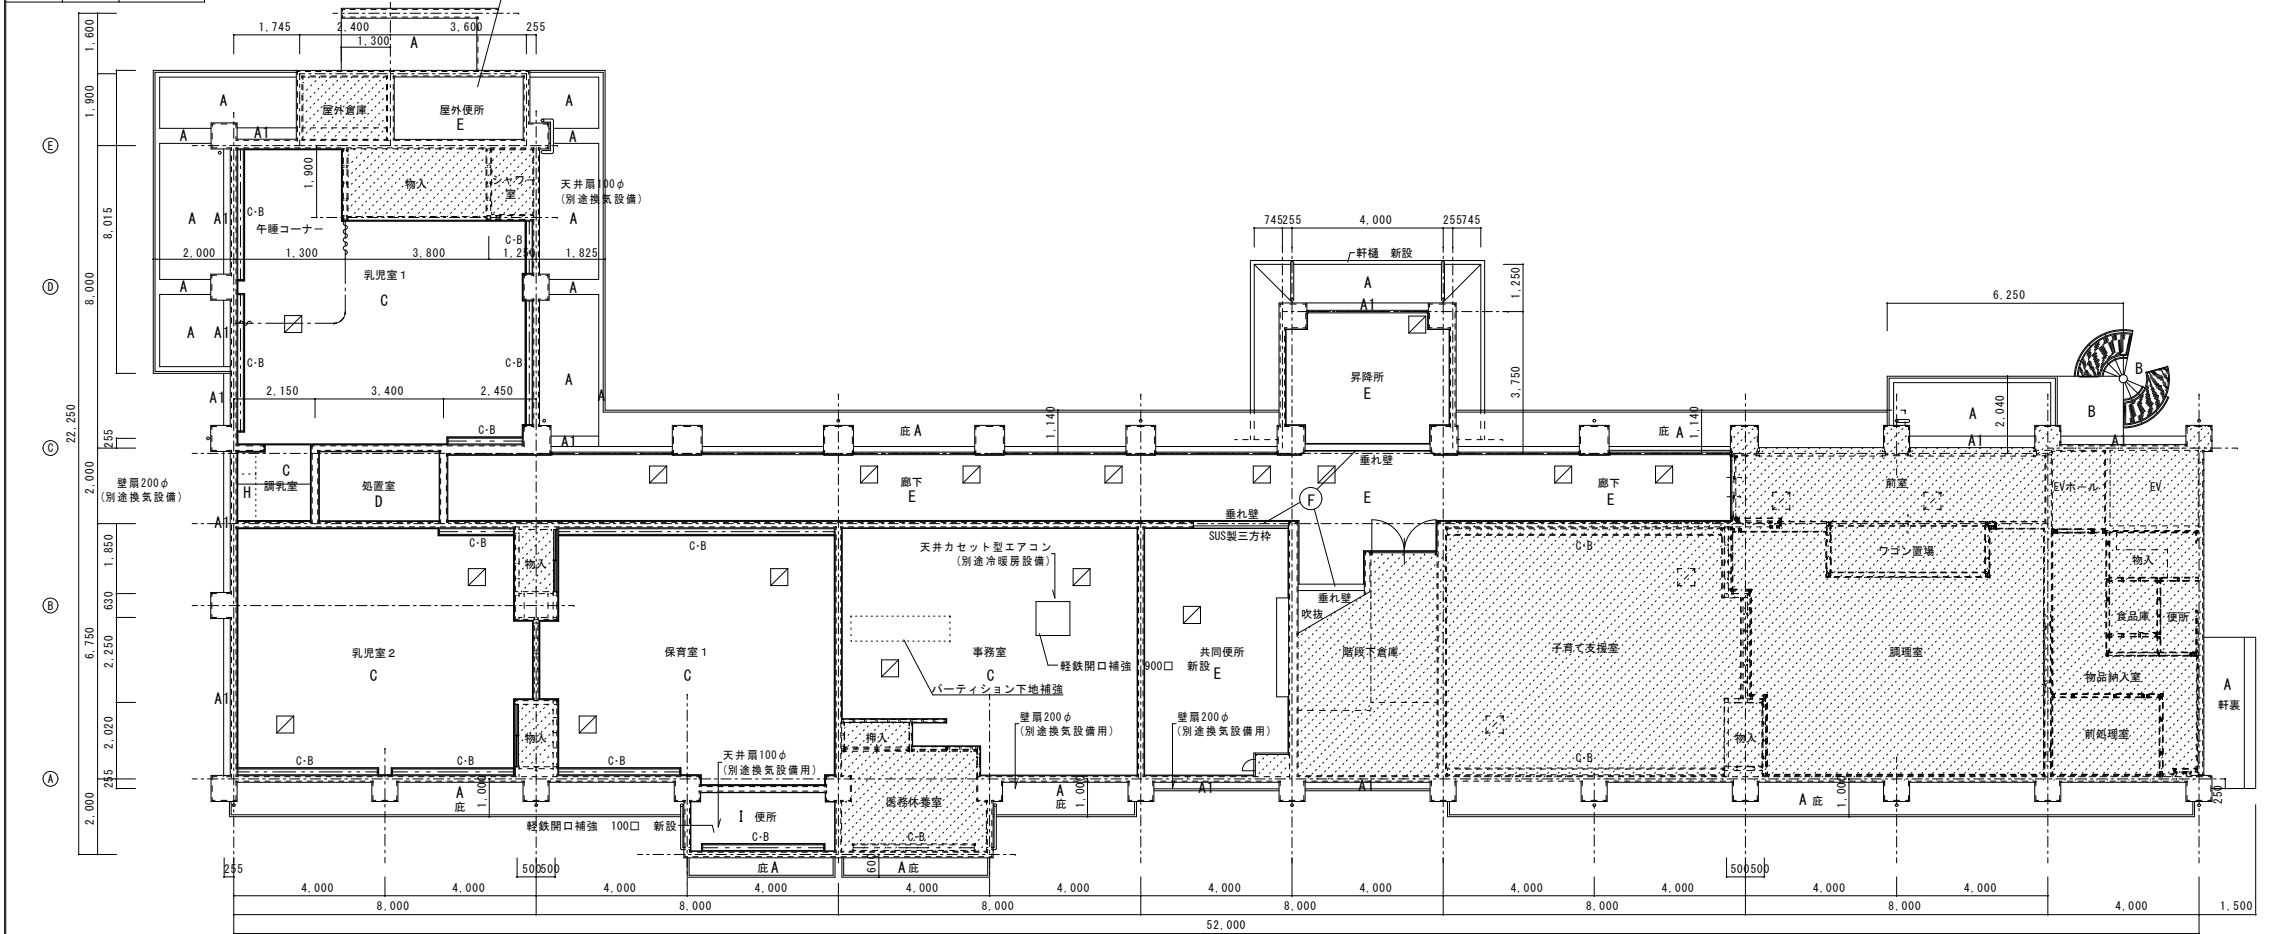 1,745
2,400
3,600
255
1,300
A
1,600
1,900
8,015
8,000
22,250
255
2,000
1,850
630
6,750
2,250
2,020
255
2,000
E
D
C
B
A
屋外倉庫
屋外便所
E
A
A
A
A1
A
1,900
物入
シャワー
室
天井扇100φ
(別途換気設備)
A
A1
C・B
午睡コーナー
C・B
A
2,000
1,300
3,800
1,250
1,825
乳児室1
C
A
A
A
A1
C・B
C・B
A
A
2,150
3,400
2,450
A1
C・B
A1
745
255
4,000
255
745
軒樋 新設
A
A1
1,250
3,750
昇降所
E
6,250
B
B
A
2,040
A1
A1
庇 A
1,140
庇 A
1,140
壁扇200φ
(別途換気設備)
C
H
調乳室
処置室
D
廊下
E
垂れ壁
F
E
垂れ壁
SUS製三方枠
廊下
E
前室
EVホール
EV
A1
C・B
物入
C・B
天井カセット型エアコン
(別途冷暖房設備)
垂れ壁
吹抜
C・B
ワゴン置場
物入
食品庫
便所
乳児室2
C
保育室1
C
事務室
C
軽鉄開口補強 900口 新設
パーティション下地補強
共同便所
E
階段下倉庫
子育て支援室
調理室
物品納入室
A1
A
軒裏
物入
押入
壁扇200φ
(別途換気設備用)
壁扇200φ
(別途換気設備用)
物入
前処理室
C・B
C・B
C・B
天井扇100φ
(別途換気設備用)
C・B
A
庇
1,000
医務休養室
A
庇
1,000
A1
A1
A 庇
1,000
250
軽鉄開口補強 100口 新設
I 便所
C・B
C・B
庇 A
A 庇
600
255
500
500
500
500
4,000
4,000
4,000
4,000
4,000
4,000
4,000
4,000
4,000
4,000
4,000
4,000
8,000
8,000
8,000
8,000
8,000
8,000
4,000
1,500
52,000